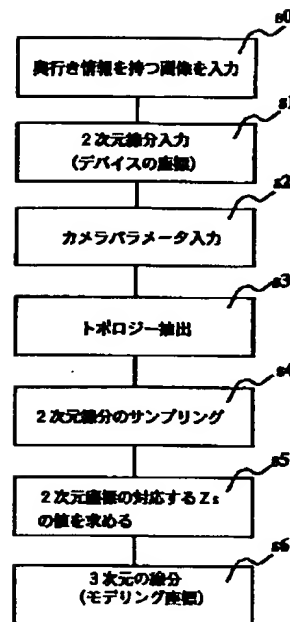 s0
奥行き情報を持つ画像を入力
s1
2次元線分入力
(デバイスの座標)
s2
カメラパラメータ入力
s3
トポロジー抽出
s4
2次元線分のサンプリング
s5
2次元座標の対応するZs
の値を求める
s6
3次元の線分
(モデリング座標)